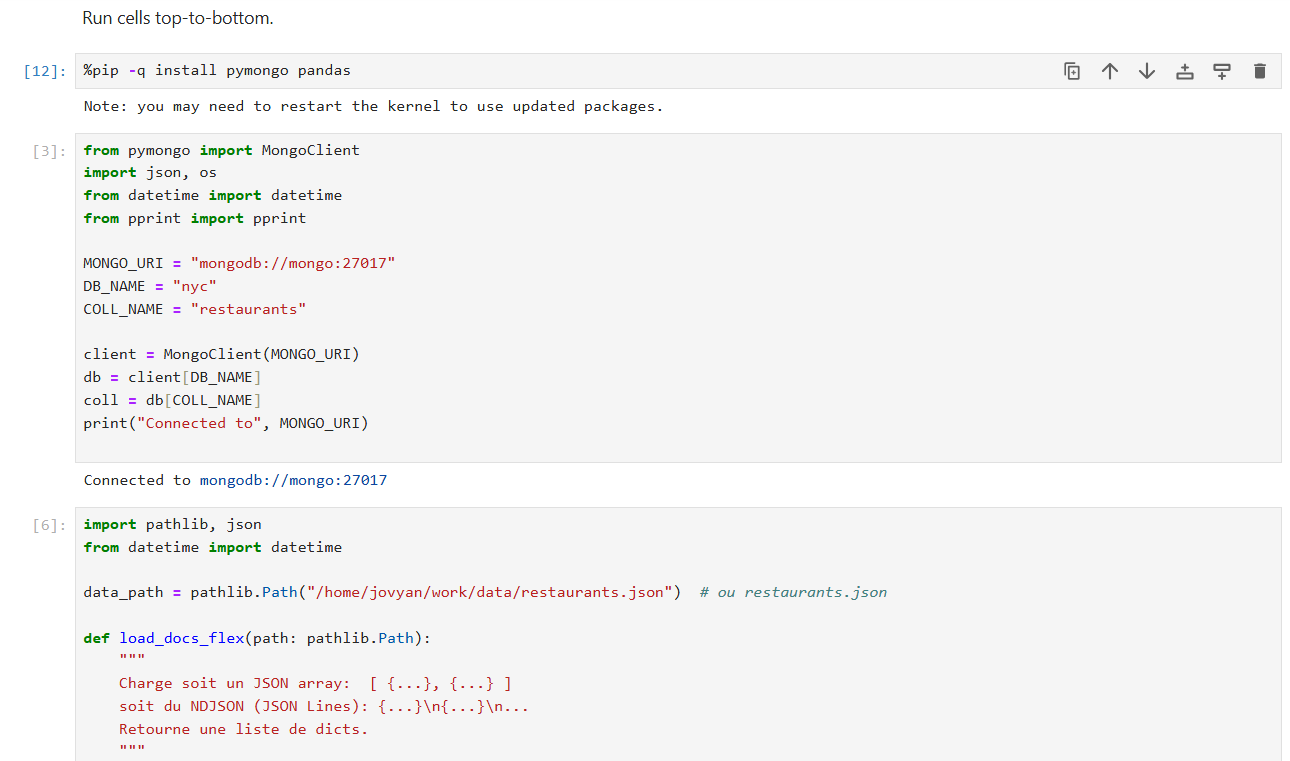 Run cells top-to-bottom.
[12]: %pip -q install pymongo pandas
Note: you may need to restart the kernel to use updated packages.
[3]: from pymongo import MongoClient
import json, os
from datetime import datetime
from pprint import pprint
MONGO_URI = "mongodb://mongo:27017"
DB_NAME = "nyc"
COLL_NAME = "restaurants"
client = MongoClient(MONGO_URI)
db = client[DB_NAME]
coll = db[COLL_NAME]
print("Connected to", MONGO_URI)
Connected to mongodb://mongo:27017
[6]: import pathlib, json
from datetime import datetime
data_path = pathlib.Path("/home/jovyan/work/data/restaurants.json")  # ou restaurants.json
def load_docs_flex(path: pathlib.Path):
    """
    Charge soit un JSON array:  [ {...}, {...} ]
    soit du NDJSON (JSON Lines): {...}\n{...}\n...
    Retourne une liste de dicts.
    """